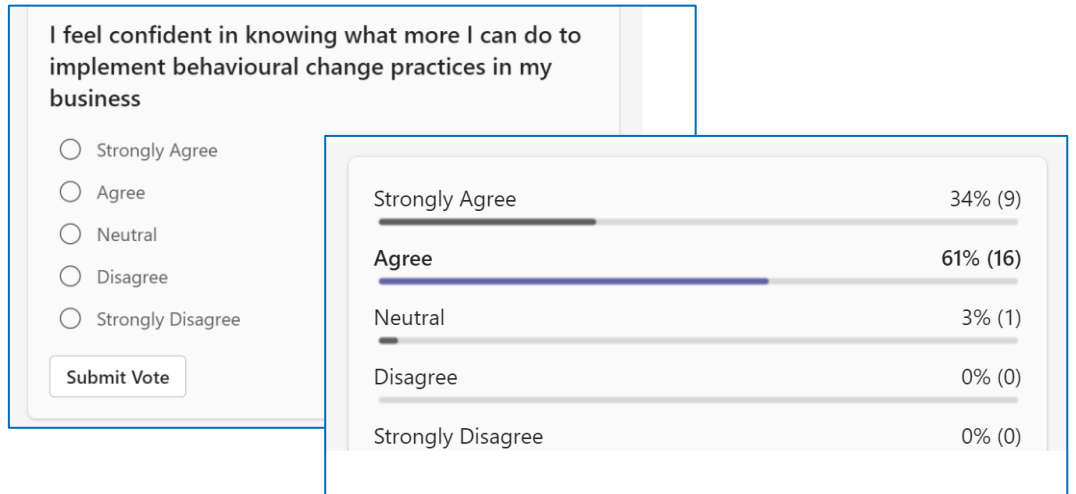 I feel confident in knowing what more I can do to
implement behavioural change practices in my
business
Strongly Agree
Agree
Neutral
Disagree
Strongly Disagree
Submit Vote
Strongly Agree 34% (9)
Agree 61% (16)
Neutral 3% (1)
Disagree 0% (0)
Strongly Disagree 0% (0)